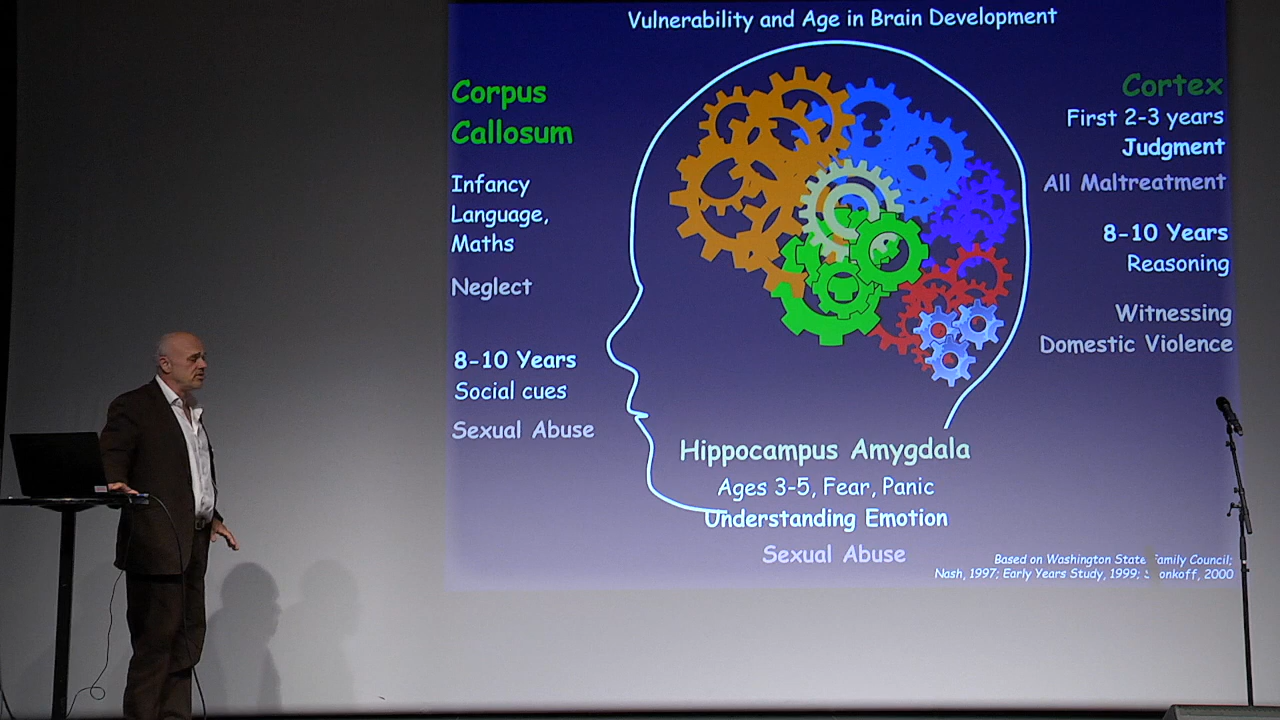 Vulnerability and Age in Brain Development
Corpus
Callosum
Infancy
Language,
Maths
Neglect
8-10 Years
Social cues
Sexual Abuse
Cortex
First 2-3 years
Judgment
All Maltreatment
8-10 Years
Reasoning
Witnessing
Domestic Violence
Hippocampus Amygdala
Ages 3-5, Fear, Panic
Understanding Emotion
Sexual Abuse
Based on Washington State Family Council;
Nash, 1997; Early Years Study, 1999; 2000